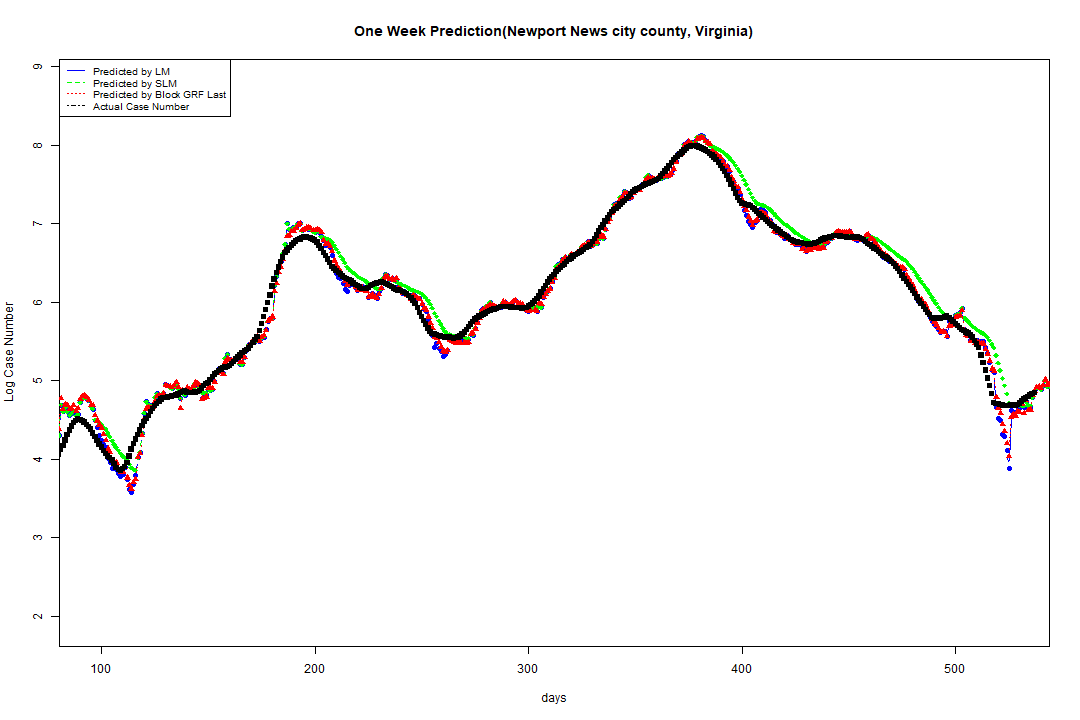 One Week Prediction(Newport News city county, Virginia)
Predicted by LM
Predicted by SLM
Predicted by Block GRF Last
Actual Case Number
Log Case Number
9
8
7
6
5
4
3
2
100 200 300 400 500
days